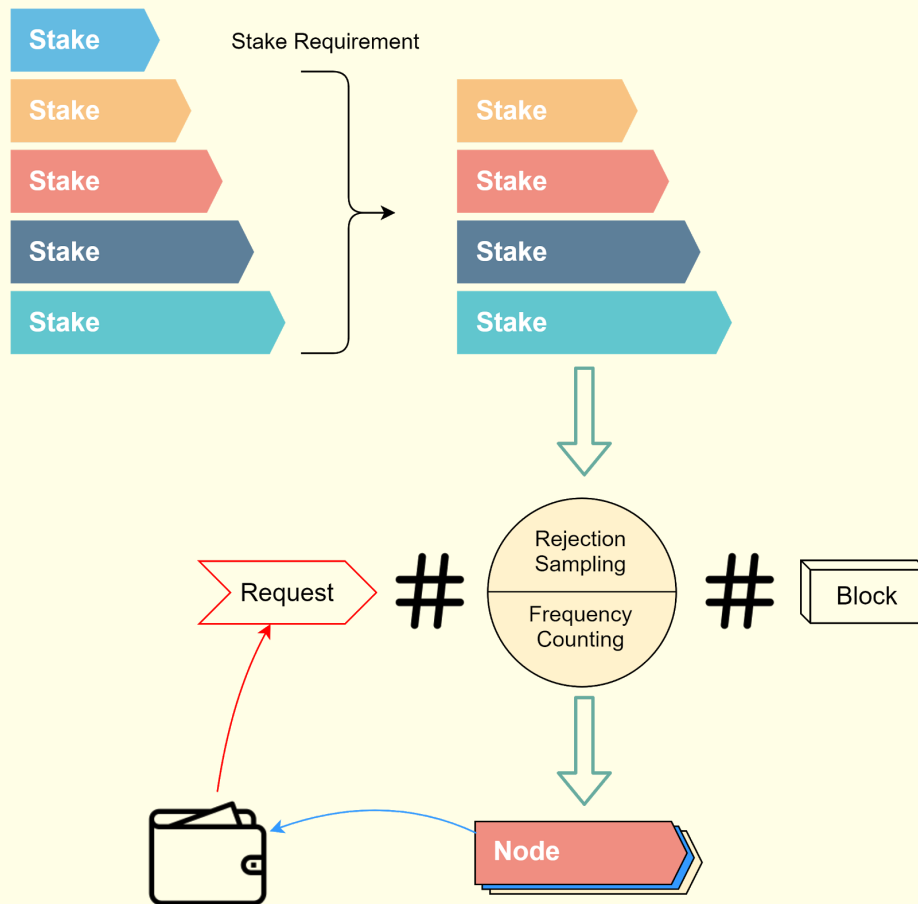 Stake
Stake Requirement
Stake
Stake
Stake
Stake
Stake
Stake
Stake
Stake
Rejection
Sampling
Request
#
#
Block
Frequency
Counting
Node